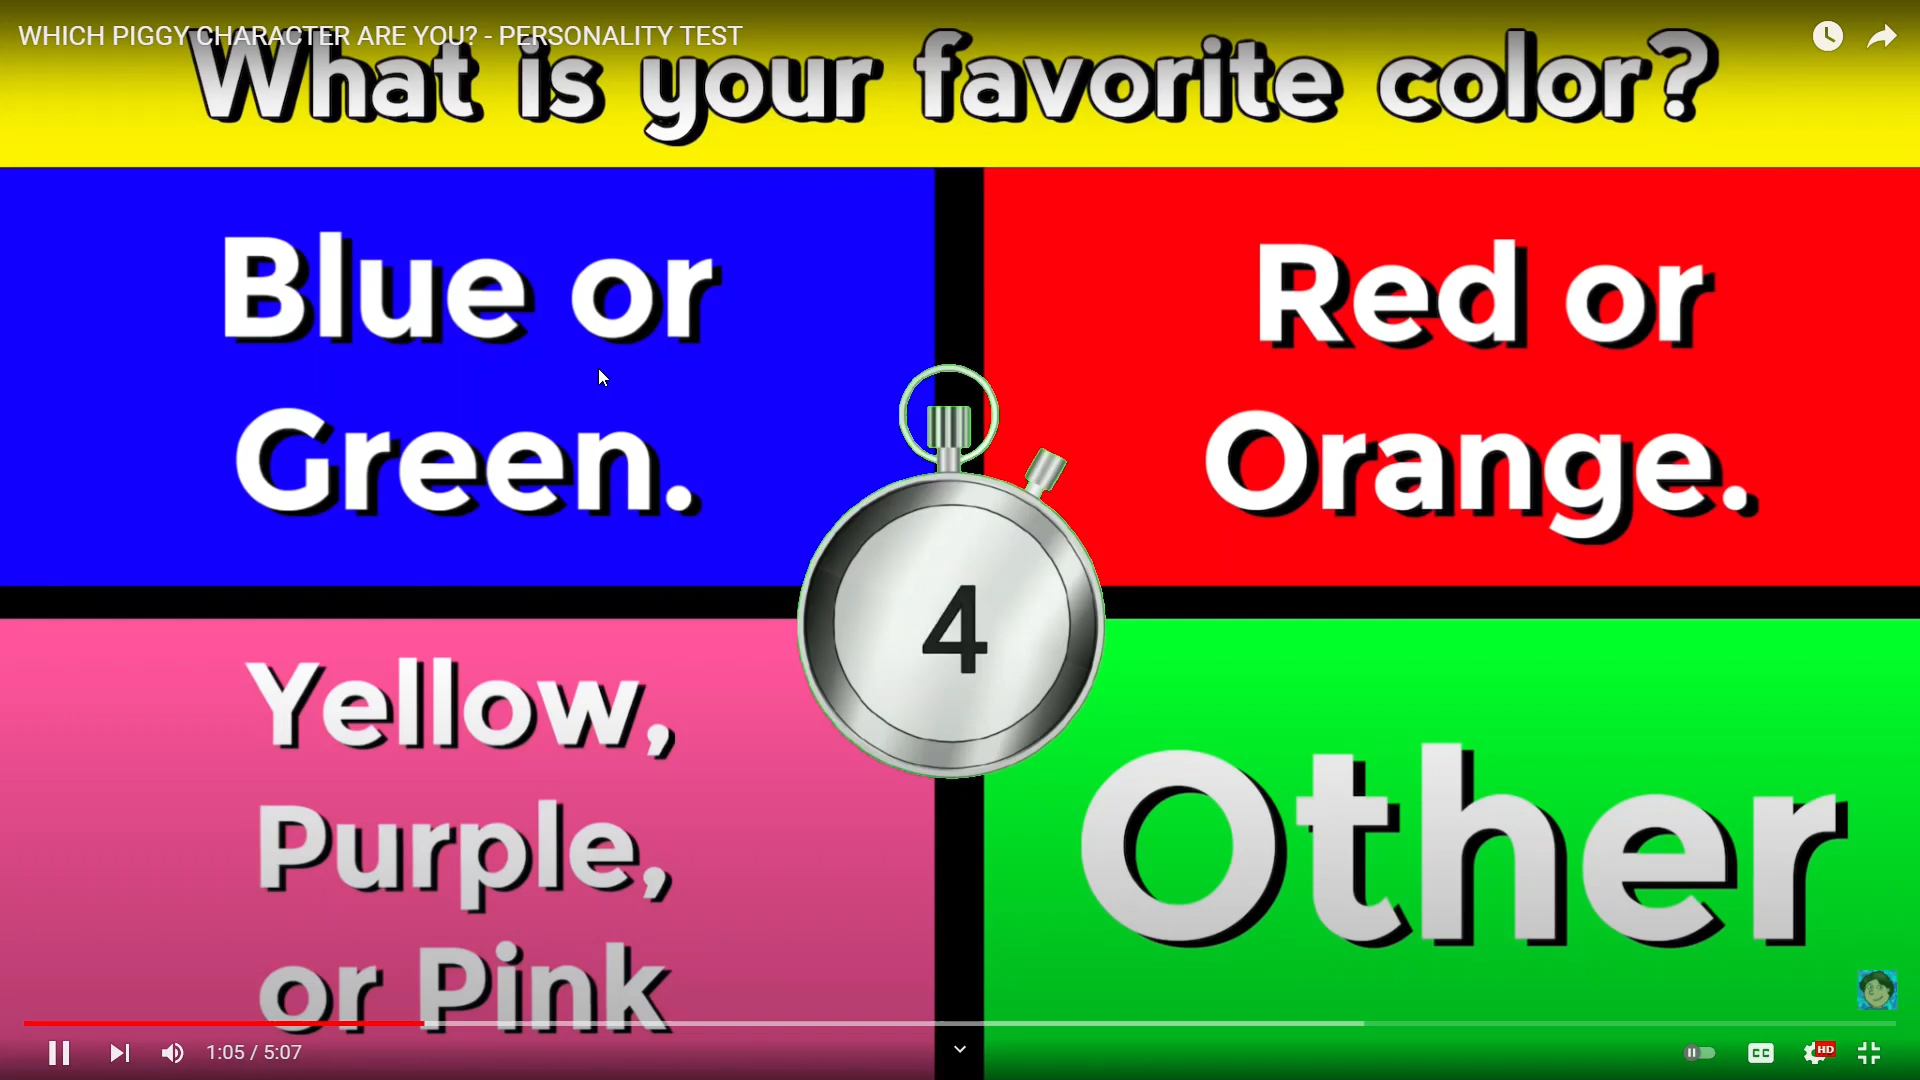 WHICH PIGGY CHARACTER ARE YOU? - PERSONALITY TEST
What is your favorite color?
Blue or
Green.
Red or
Orange.
4
Yellow,
Purple,
or Pink
Other
1:05 / 5:07
CC
HD